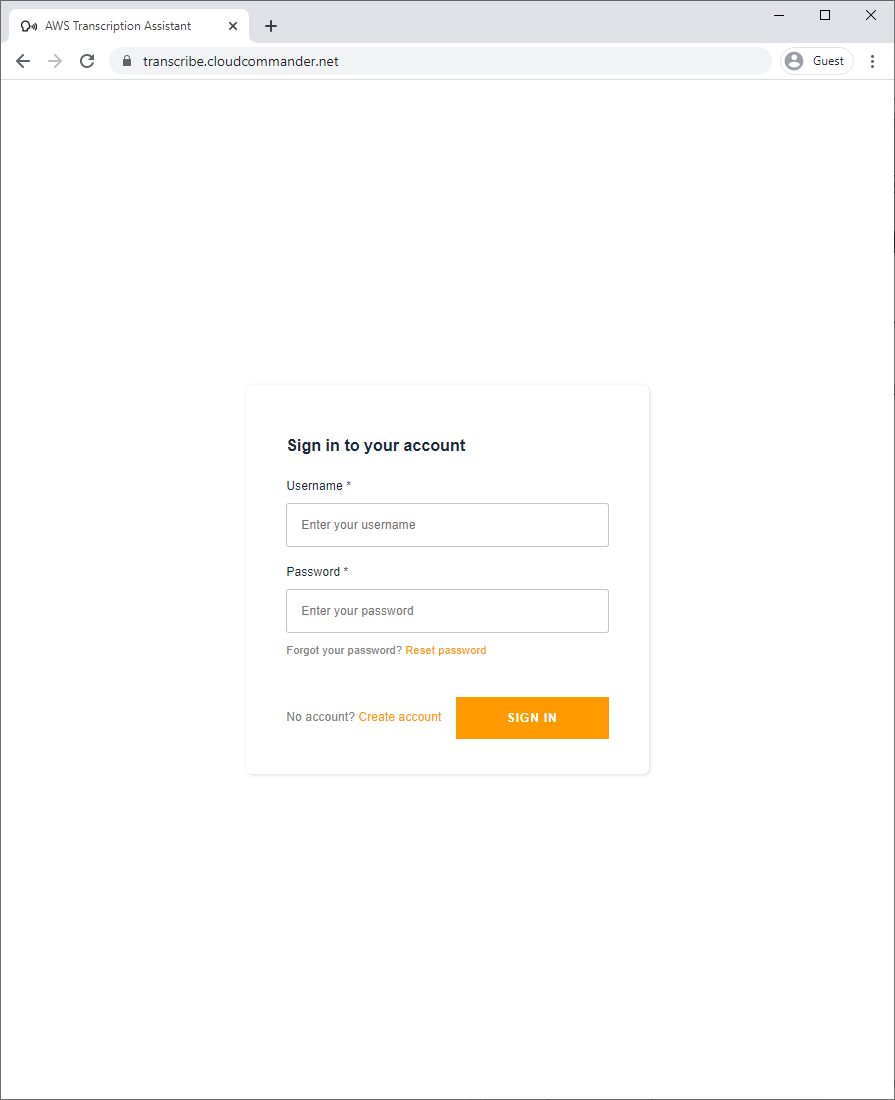 AWS Transcription Assistant
transcribe.cloudcommander.net
Guest
Sign in to your account
Username *
Enter your username
Password *
Enter your password
Forgot your password? Reset password
No account? Create account
SIGN IN